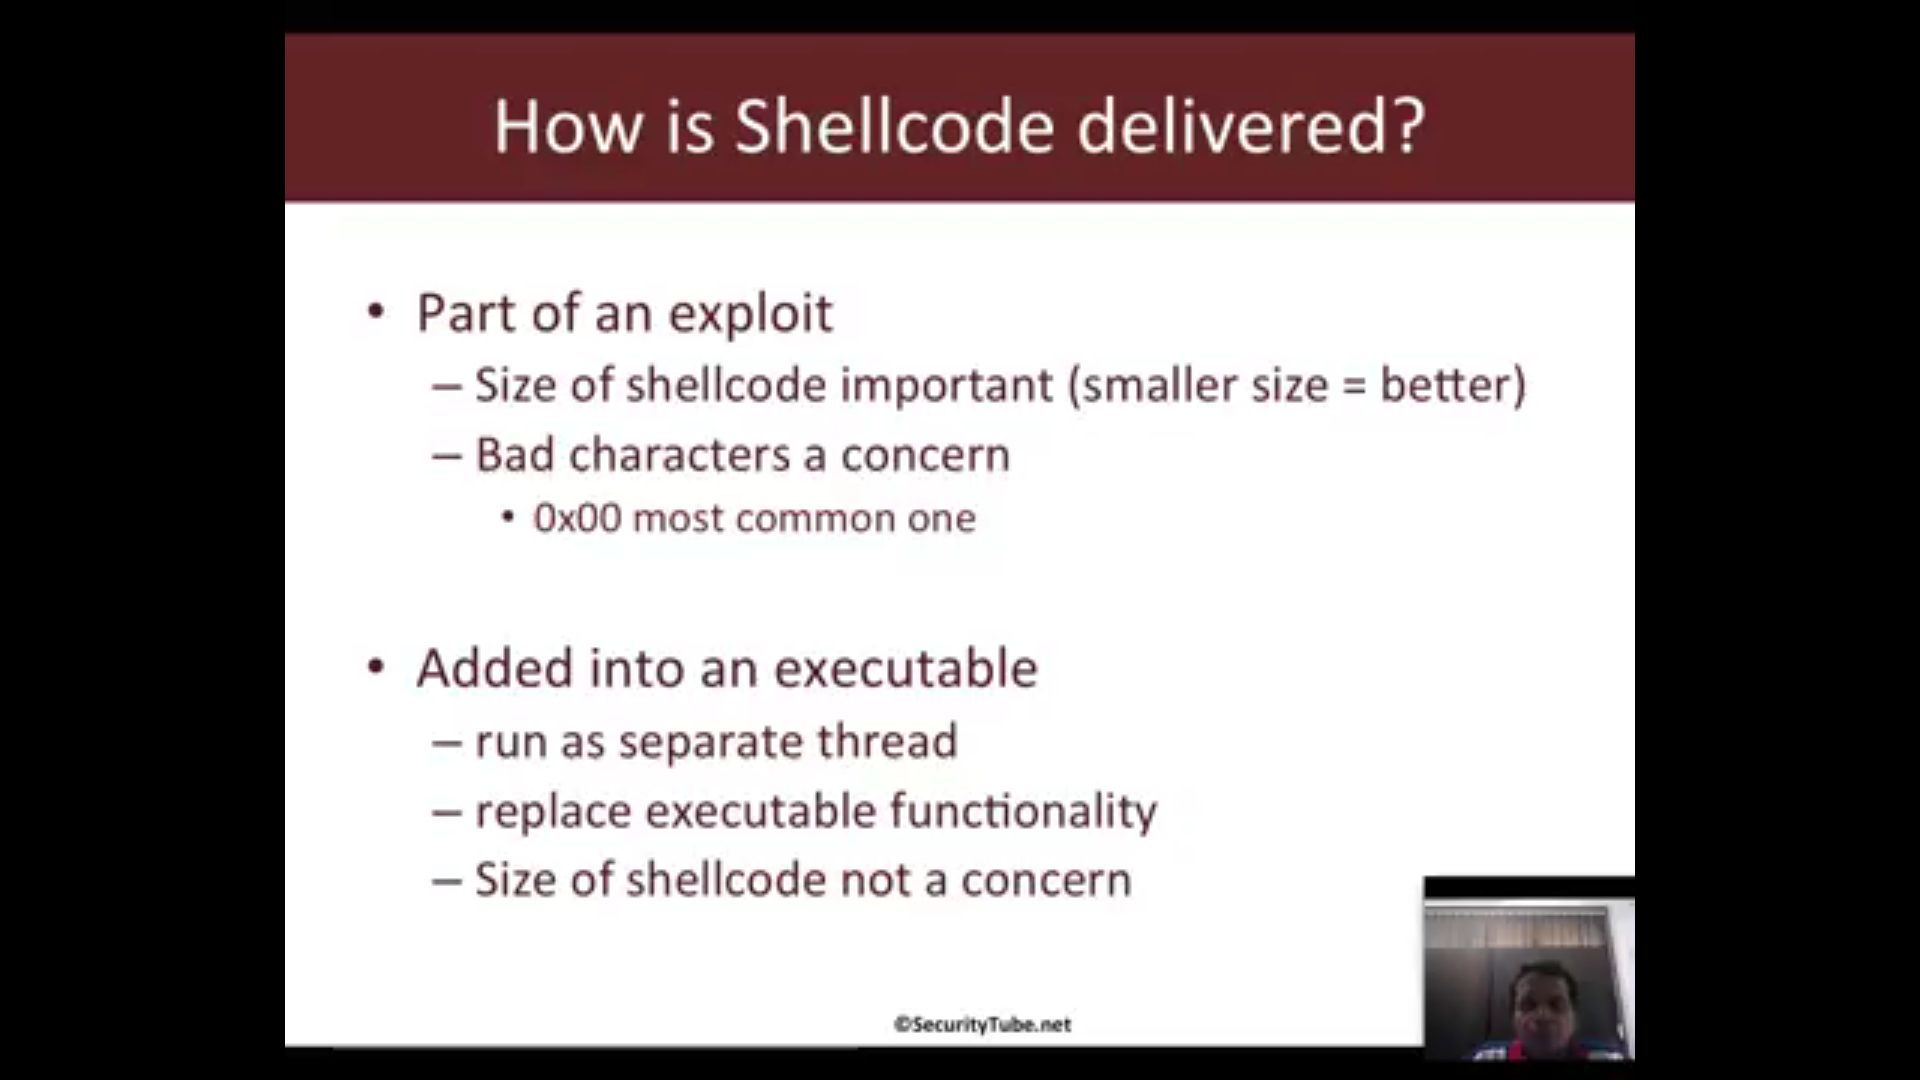 How is Shellcode delivered?
• Part of an exploit
– Size of shellcode important (smaller size = better)
– Bad characters a concern
• 0x00 most common one
• Added into an executable
– run as separate thread
– replace executable functionality
– Size of shellcode not a concern
©SecurityTube.net